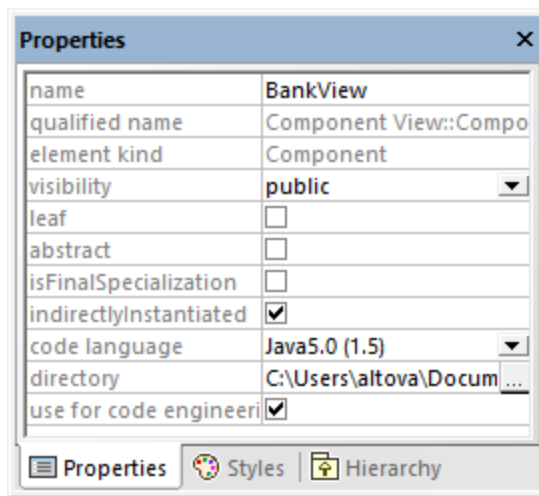 Properties
name BankView
qualified name Component View::Compo
element kind Component
visibility public
leaf
abstract
isFinalSpecialization
indirectlyInstantiated
code language Java5.0 (1.5)
directory C:\Users\altova\Docum ...
use for code engineeri
Properties Styles Hierarchy